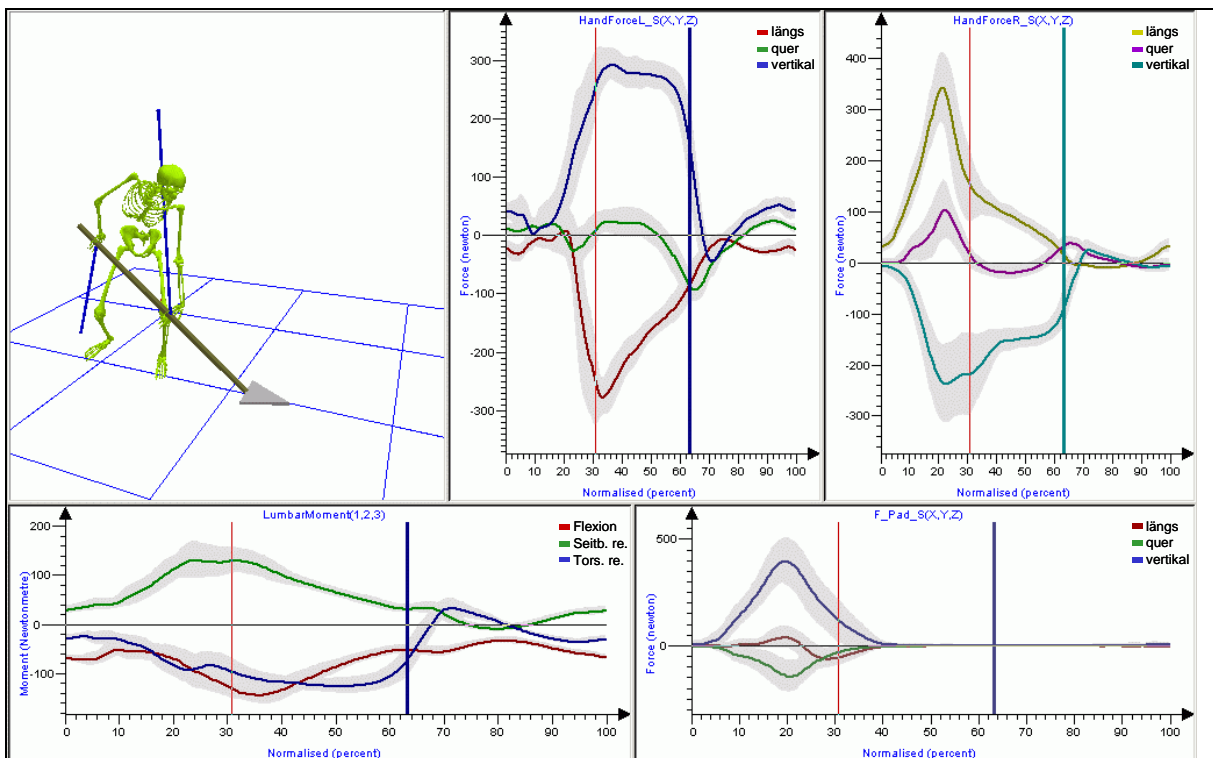 HandForceL_S(X,Y,Z)
längs
quer
vertikal
300
200
100
0
-100
-200
-300
Force (newton)
0 10 20 30 40 50 60 70 80 90 100
Normalised (percent)
HandForceR_S(X,Y,Z)
längs
quer
vertikal
400
300
200
100
0
-100
-200
-300
Force (newton)
0 10 20 30 40 50 60 70 80 90 100
Normalised (percent)
LumbarMoment(1,2,3)
Flexion
Seitb. re.
Tors. re.
200
100
0
-100
Moment (Newtonmetre)
0 10 20 30 40 50 60 70 80 90 100
Normalised (percent)
F_Pad_S(X,Y,Z)
längs
quer
vertikal
500
0
Force (newton)
0 10 20 30 40 50 60 70 80 90 100
Normalised (percent)